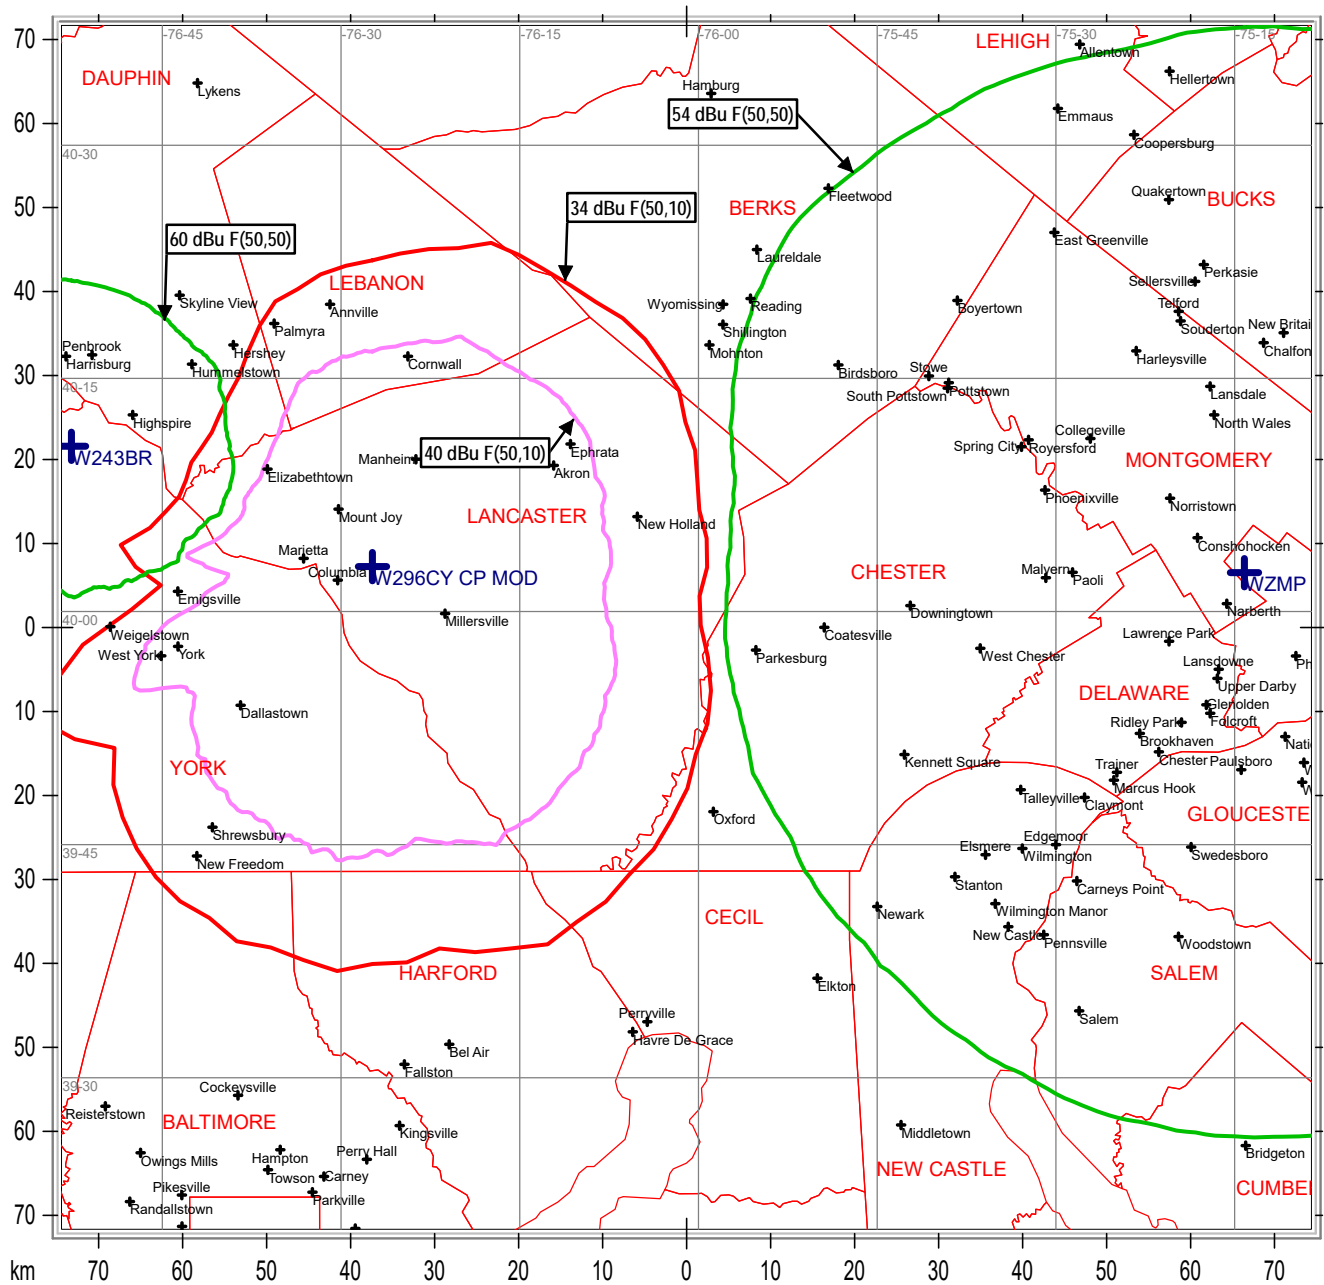 -76-45
-76-30
-76-15
-76-00
-75-45
-75-30
-75-15
70
LEHIGH
Allentown
DAUPHIN
Lykens
Hamburg
Hellertown
54 dBu F(50,50)
60
Emmaus
Coopersburg
40-30
Quakertown
Fleetwood
50
34 dBu F(50,10)
BERKS
BUCKS
60 dBu F(50,50)
East Greenville
Laureldale
Perkasie
40
LEBANON
Sellersville
Skyline View
Annville
Wyomissing
Reading
Boyertown
Telford
Souderton
New Britai
Palmyra
Shillington
Penbrook
Harrisburg
Hershey
Mohnton
Harleysville
Chalfon
Hummelstown
Cornwall
Birdsboro
Stowe
30
40-15
South Pottstown
Pottstown
Lansdale
Highspire
North Wales
W243BR
40 dBu F(50,10)
Manheim
Ephrata
Spring City
Royersford
Collegeville
20
Elizabethtown
Akron
MONTGOMERY
Phoenixville
Norristown
Mount Joy
LANCASTER
New Holland
10
Marietta
Conshohocken
Columbia
W296CY CP MOD
CHESTER
Malvern
Paoli
WZMP
Emigsville
Millersville
Downingtown
Narberth
40-00
0
Weigelstown
Coatesville
Lawrence Park
West York
York
Parkesburg
West Chester
Lansdowne
Ph
Upper Darby
DELAWARE
10
Dallastown
Glenolden
Folcroft
Ridley Park
Brookhaven
Nati
YORK
Kennett Square
Chester
Paulsboro
Trainer
W
20
Talleyville
Marcus Hook
W
Claymont
Oxford
GLOUCESTE
Shrewsbury
Edgemoor
39-45
New Freedom
Elsmere
Wilmington
Swedesboro
30
Stanton
Carneys Point
CECIL
Newark
Wilmington Manor
New Castle
Pennsville
Woodstown
40
HARFORD
Elkton
SALEM
Perryville
Salem
50
Bel Air
Havre De Grace
Fallston
39-30
Cockeysville
Reisterstown
BALTIMORE
60
Kingsville
Middletown
Owings Mills
Hampton
Perry Hall
Bridgeton
Towson
Carney
NEW CASTLE
Pikesville
Parkville
CUMBE
70
Randallstown
km
70
60
50
40
30
20
10
0
10
20
30
40
50
60
70